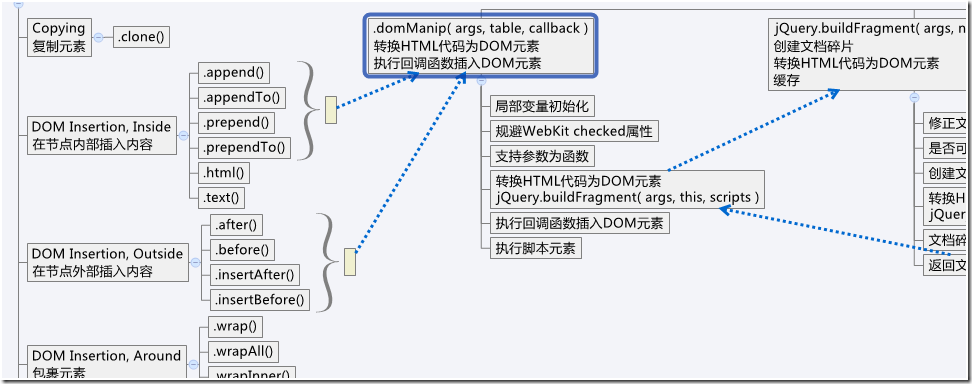 Copying
复制元素
.clone()
DOM Insertion, Inside
在节点内部插入内容
.append()
.appendTo()
.prepend()
.prependTo()
.html()
.text()
DOM Insertion, Outside
在节点外部插入内容
.after()
.before()
.insertAfter()
.insertBefore()
DOM Insertion, Around
包裹元素
.wrap()
.wrapAll()
.wrapInner()
.domManip( args, table, callback )
转换HTML代码为DOM元素
执行回调函数插入DOM元素
局部变量初始化
规避WebKit checked属性
支持参数为函数
转换HTML代码为DOM元素
jQuery.buildFragment( args, this, scripts )
执行回调函数插入DOM元素
执行脚本元素
jQuery.buildFragment( args, n
创建文档碎片
转换HTML代码为DOM元素
缓存
修正文
是否可
创建文
转换H
jQu
文档碎
返回文